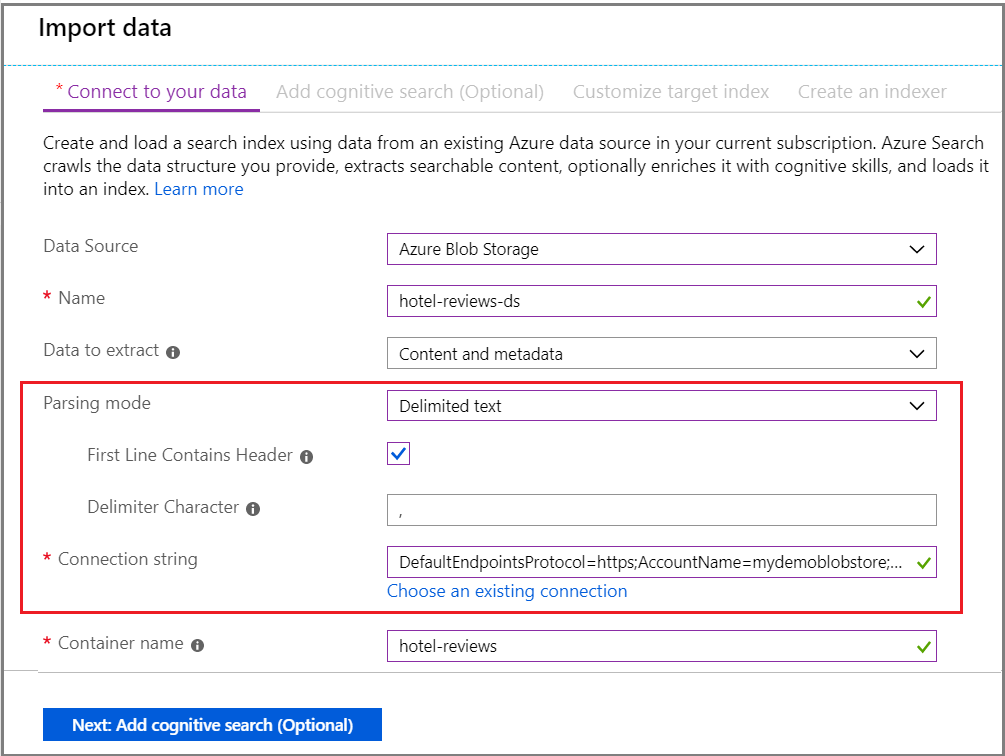 Import data
* Connect to your data Add cognitive search (Optional) Customize target index Create an indexer
Create and load a search index using data from an existing Azure data source in your current subscription. Azure Search
crawls the data structure you provide, extracts searchable content, optionally enriches it with cognitive skills, and loads it
into an index. Learn more
Data Source Azure Blob Storage
* Name hotel-reviews-ds
Data to extract Content and metadata
Parsing mode Delimited text
First Line Contains Header
Delimiter Character ,
* Connection string DefaultEndpointsProtocol=https;AccountName=mydemoblobstore;...
Choose an existing connection
* Container name hotel-reviews
Next: Add cognitive search (Optional)